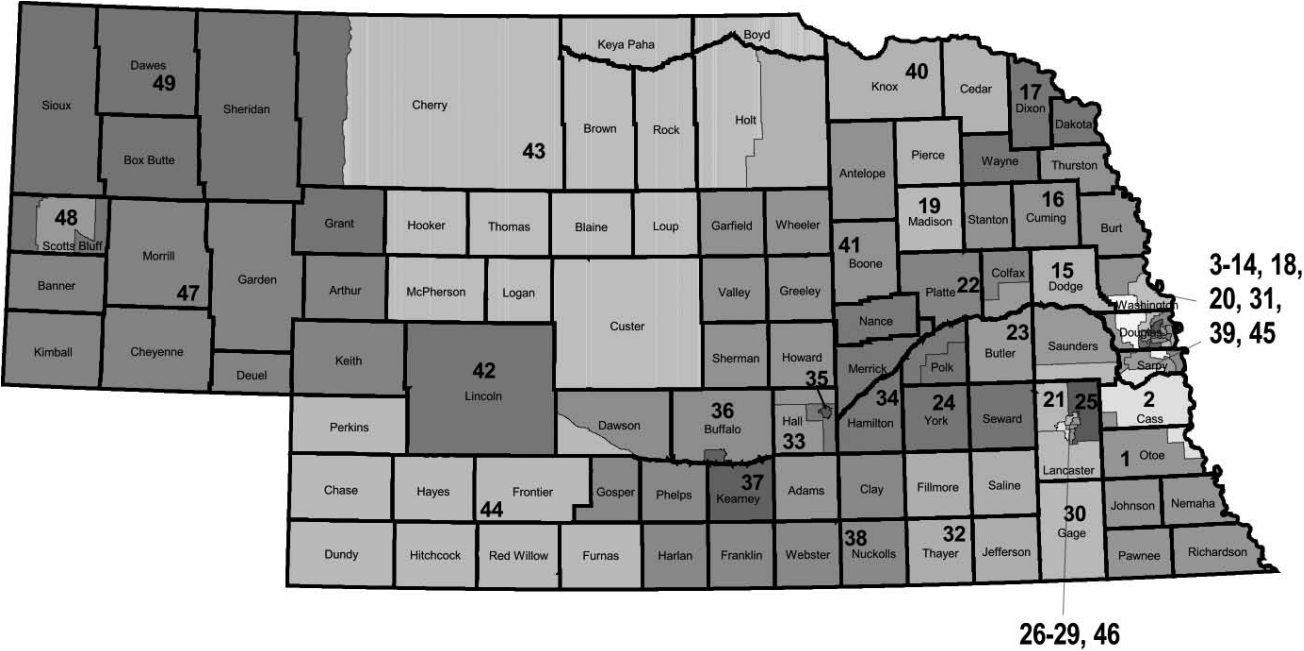 Keya Paha
Boyd
Dawes
49
Knox
40
Cedar
17
Dixon
Sioux
Sheridan
Cherry
Brown
Rock
Holt
Dakota
43
Box Butte
Antelope
Pierce
Wayne
Thurston
48
Scotts Bluff
Grant
Hooker
Thomas
Blaine
Loup
Garfield
Wheeler
19
Madison
Stanton
16
Cuming
Burt
Morrill
47
41
Boone
3-14, 18,
20, 31,
39, 45
Banner
Garden
Arthur
McPherson
Logan
Valley
Greeley
Platte
22
Colfax
15
Dodge
Washington
Custer
Nance
Douglas
Kimball
Cheyenne
Deuel
Keith
42
Lincoln
Sherman
Howard
35
Merrick
Polk
23
Butler
Saunders
Sarpy
Perkins
Dawson
36
Buffalo
Hall
33
34
Hamilton
24
York
Seward
21
25
2
Cass
Lancaster
1
Otoe
Chase
Hayes
Frontier
44
Gosper
Phelps
37
Kearney
Adams
Clay
Fillmore
Saline
Johnson
Nemaha
Dundy
Hitchcock
Red Willow
Furnas
Harlan
Franklin
Webster
38
Nuckolls
32
Thayer
Jefferson
30
Gage
Pawnee
Richardson
26-29, 46